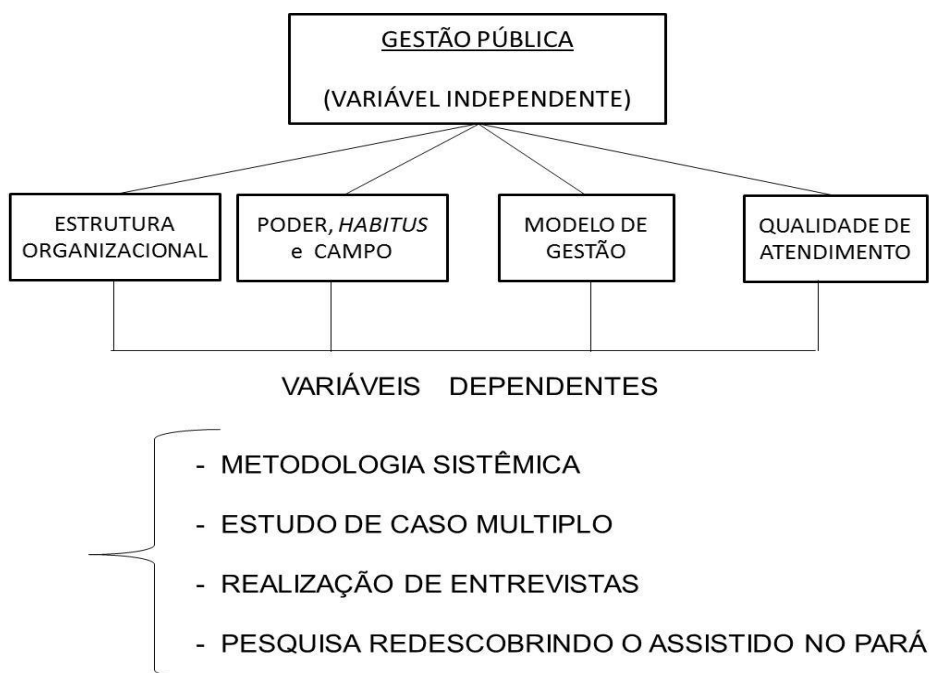 GESTÃO PÚBLICA
(VARIÁVEL INDEPENDENTE)
ESTRUTURA
ORGANIZACIONAL
PODER, HABITUS
e CAMPO
MODELO DE
GESTÃO
QUALIDADE DE
ATENDIMENTO
VARIÁVEIS DEPENDENTES
- METODOLOGIA SISTÊMICA
- ESTUDO DE CASO MULTIPLO
- REALIZAÇÃO DE ENTREVISTAS
- PESQUISA REDESCOBRINDO O ASSISTIDO NO PARÁ